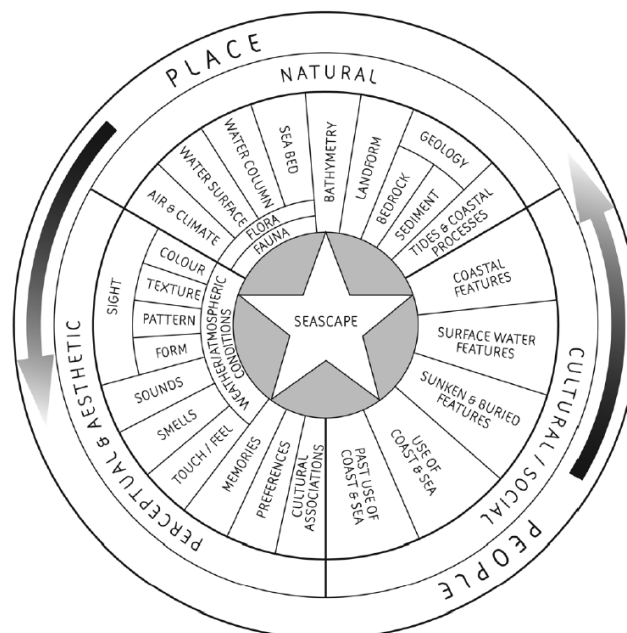 PLACE
NATURAL
AIR & CLIMATE
WATER SURFACE
WATER COLUMN
SEA BED
FLORA
FAUNA
BATHYMETRY
LANDFORM
GEOLOGY
BEDROCK
SEDIMENT
TIDES & COASTAL
PROCESSES
COASTAL
FEATURES
SURFACE WATER
FEATURES
SUNKEN & BURIED
FEATURES
USE OF
COAST & SEA
PAST USE OF
COAST & SEA
CULTURAL / SOCIAL
PEOPLE
CULTURAL
ASSOCIATIONS
PREFERENCES
MEMORIES
TOUCH / FEEL
SMELLS
SOUNDS
SIGHT
FORM
PATTERN
TEXTURE
COLOUR
WEATHER/ATMOSPHERIC
CONDITIONS
PERCEPTUAL & AESTHETIC
SEASCAPE